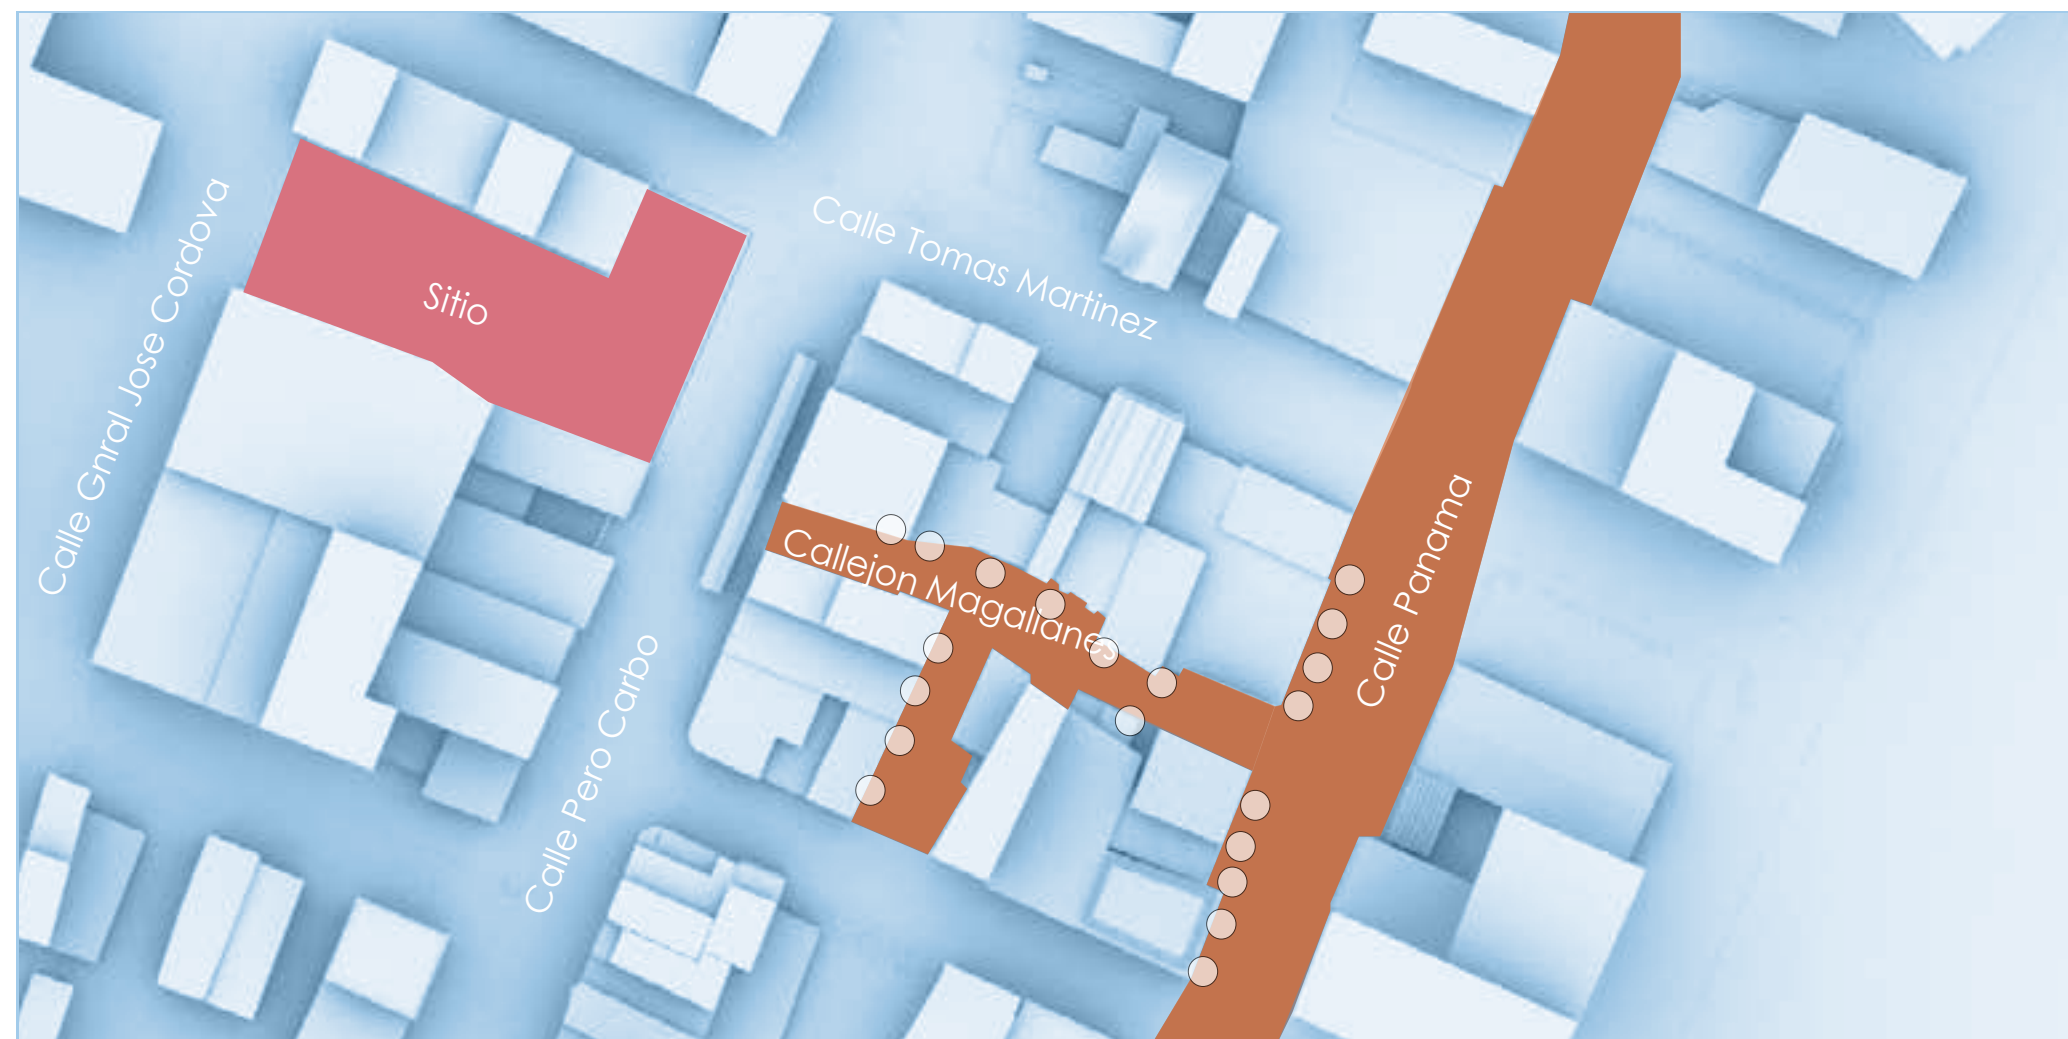 Calle Gnral Jose Cordova
Sitio
Calle Tomas Martinez
Callejon Magallanes
Calle Panama
Calle Pero Carbo